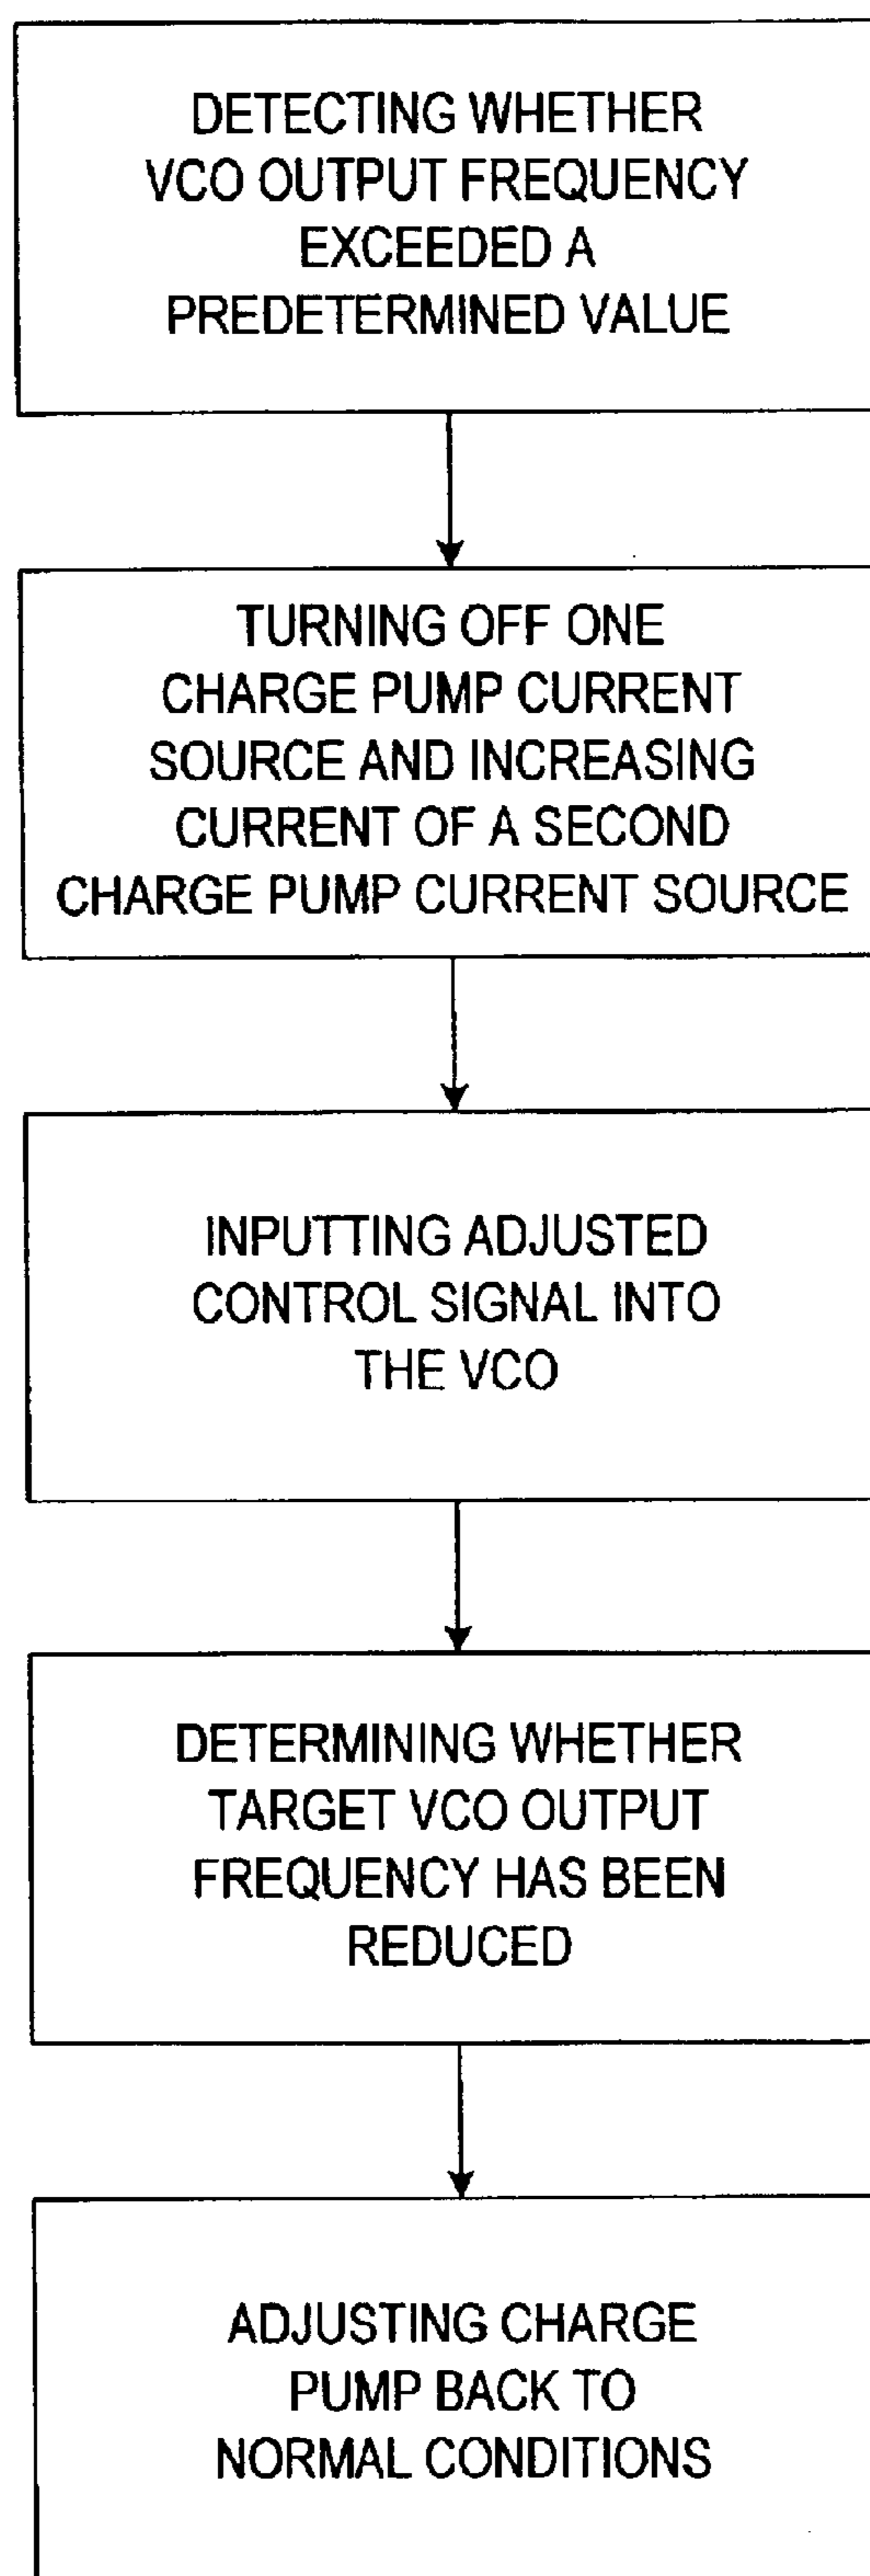 DETECTING WHETHER
VCO OUTPUT FREQUENCY
EXCEEDED A
PREDETERMINED VALUE
TURNING OFF ONE
CHARGE PUMP CURRENT
SOURCE AND INCREASING
CURRENT OF A SECOND
CHARGE PUMP CURRENT SOURCE
INPUTTING ADJUSTED
CONTROL SIGNAL INTO
THE VCO
DETERMINING WHETHER
TARGET VCO OUTPUT
FREQUENCY HAS BEEN
REDUCED
ADJUSTING CHARGE
PUMP BACK TO
NORMAL CONDITIONS